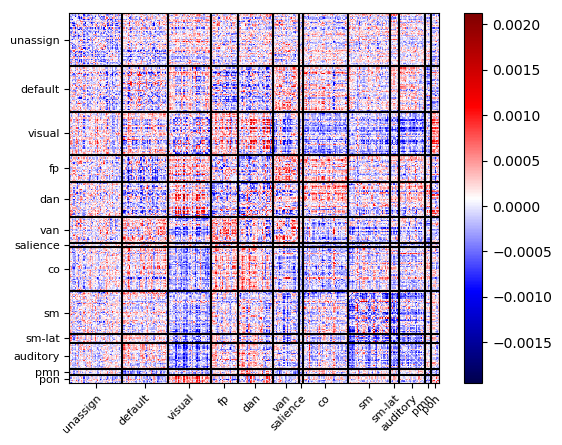 unassign
default
visual
fp
dan
van
salience
co
sm
sm-lat
auditory
pmn
pon
unassign
default
visual
fp
dan
van
salience
co
sm
sm-lat
auditory
pmn
pon
0.0020
0.0015
0.0010
0.0005
0.0000
−0.0005
−0.0010
−0.0015